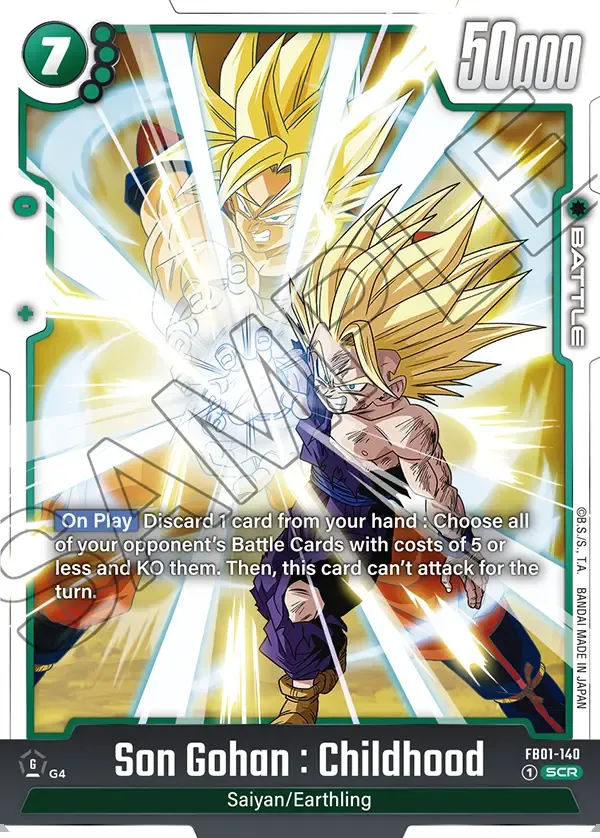 7
50000
BATTLE
SAMPLE
On Play Discard 1 card from your hand : Choose all
of your opponent's Battle Cards with costs of 5 or
less and KO them. Then, this card can't attack for the
turn.
©B.S./S., T.A. BANDAI MADE IN JAPAN
G
G4
Son Gohan : Childhood
FB01-140
1 SCR
Saiyan/Earthling